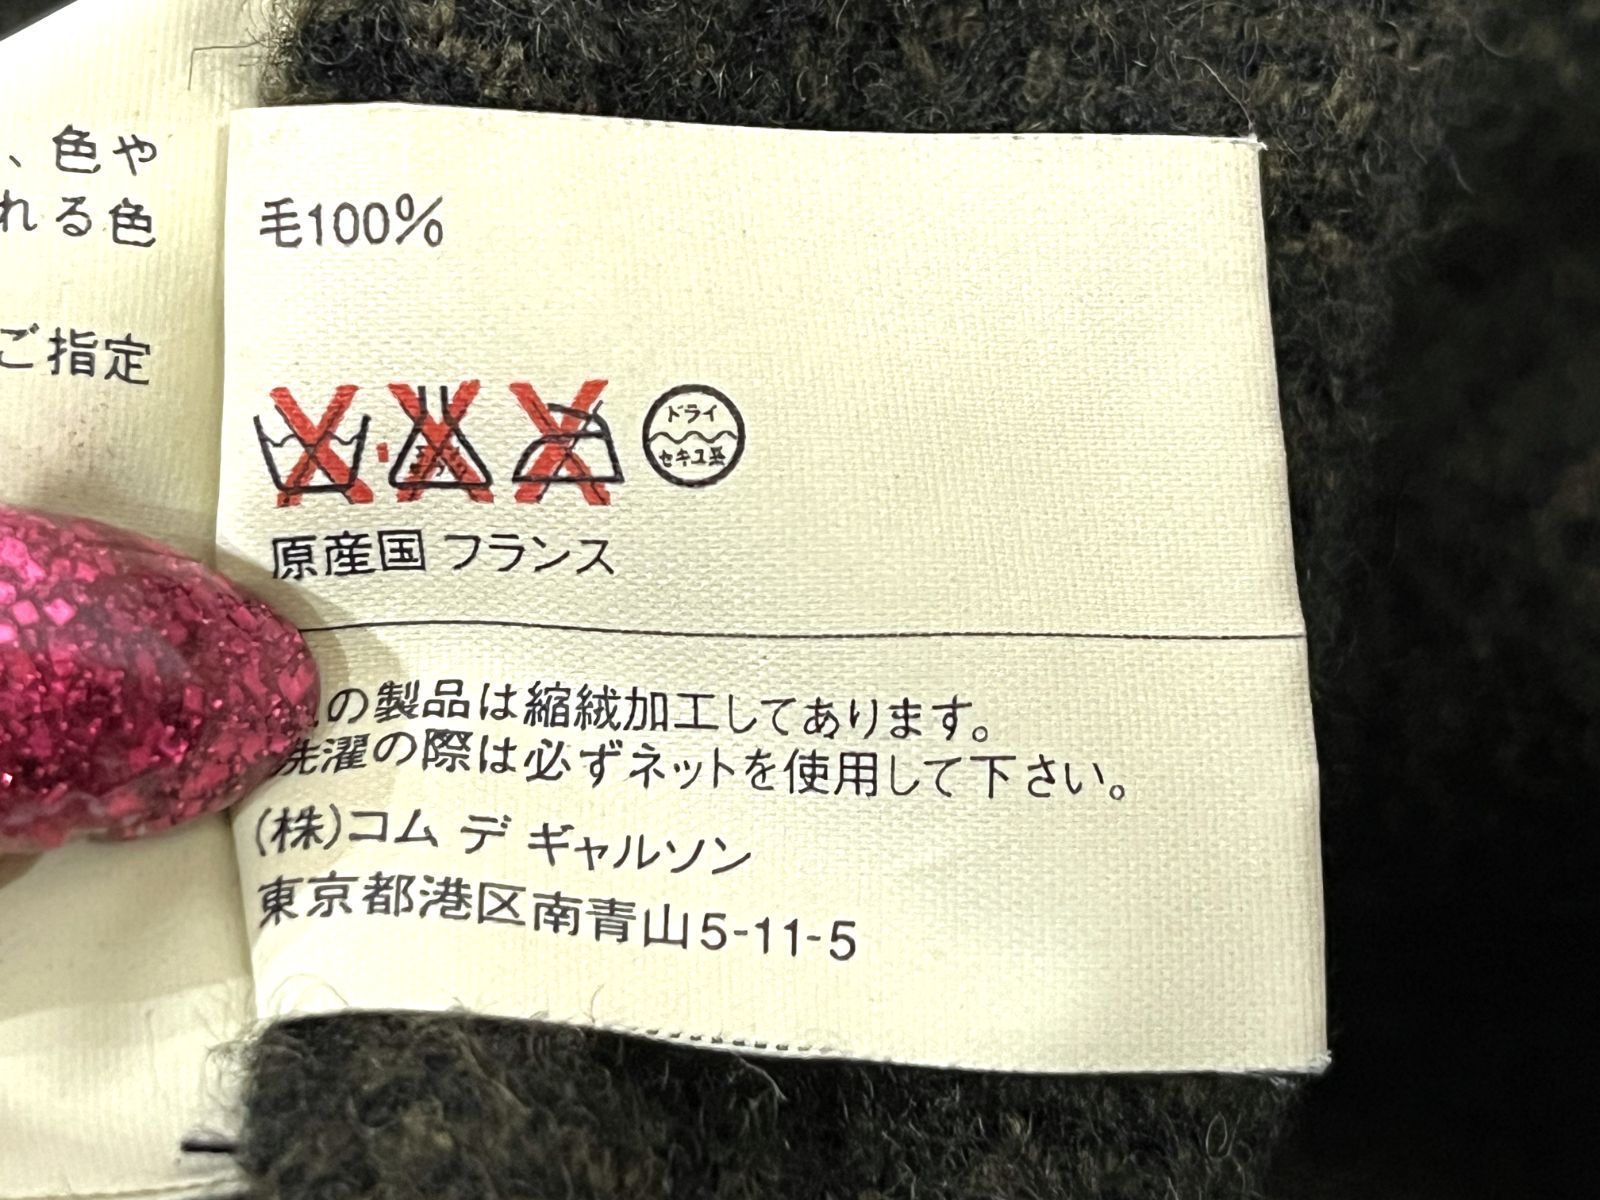 、色や
れる色
ご指定
毛100%
ドライ
セキユ系
原産国 フランス
の製品は縮絨加工してあります。
洗濯の際は必ずネットを使用して下さい。
(株)コム デ ギャルソン
東京都港区南青山5-11-5